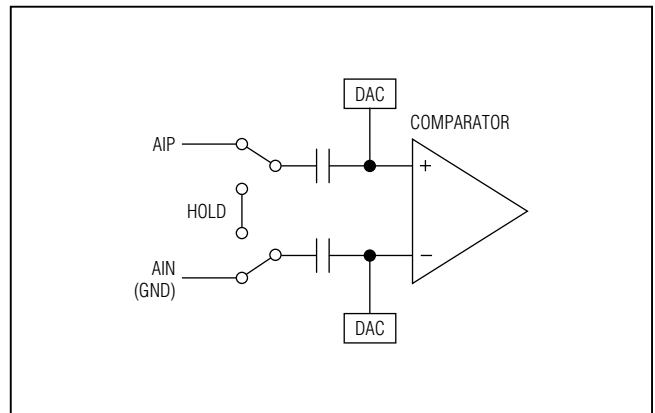 DAC
COMPARATOR
AIP
+
HOLD
AIN
(GND)
−
DAC